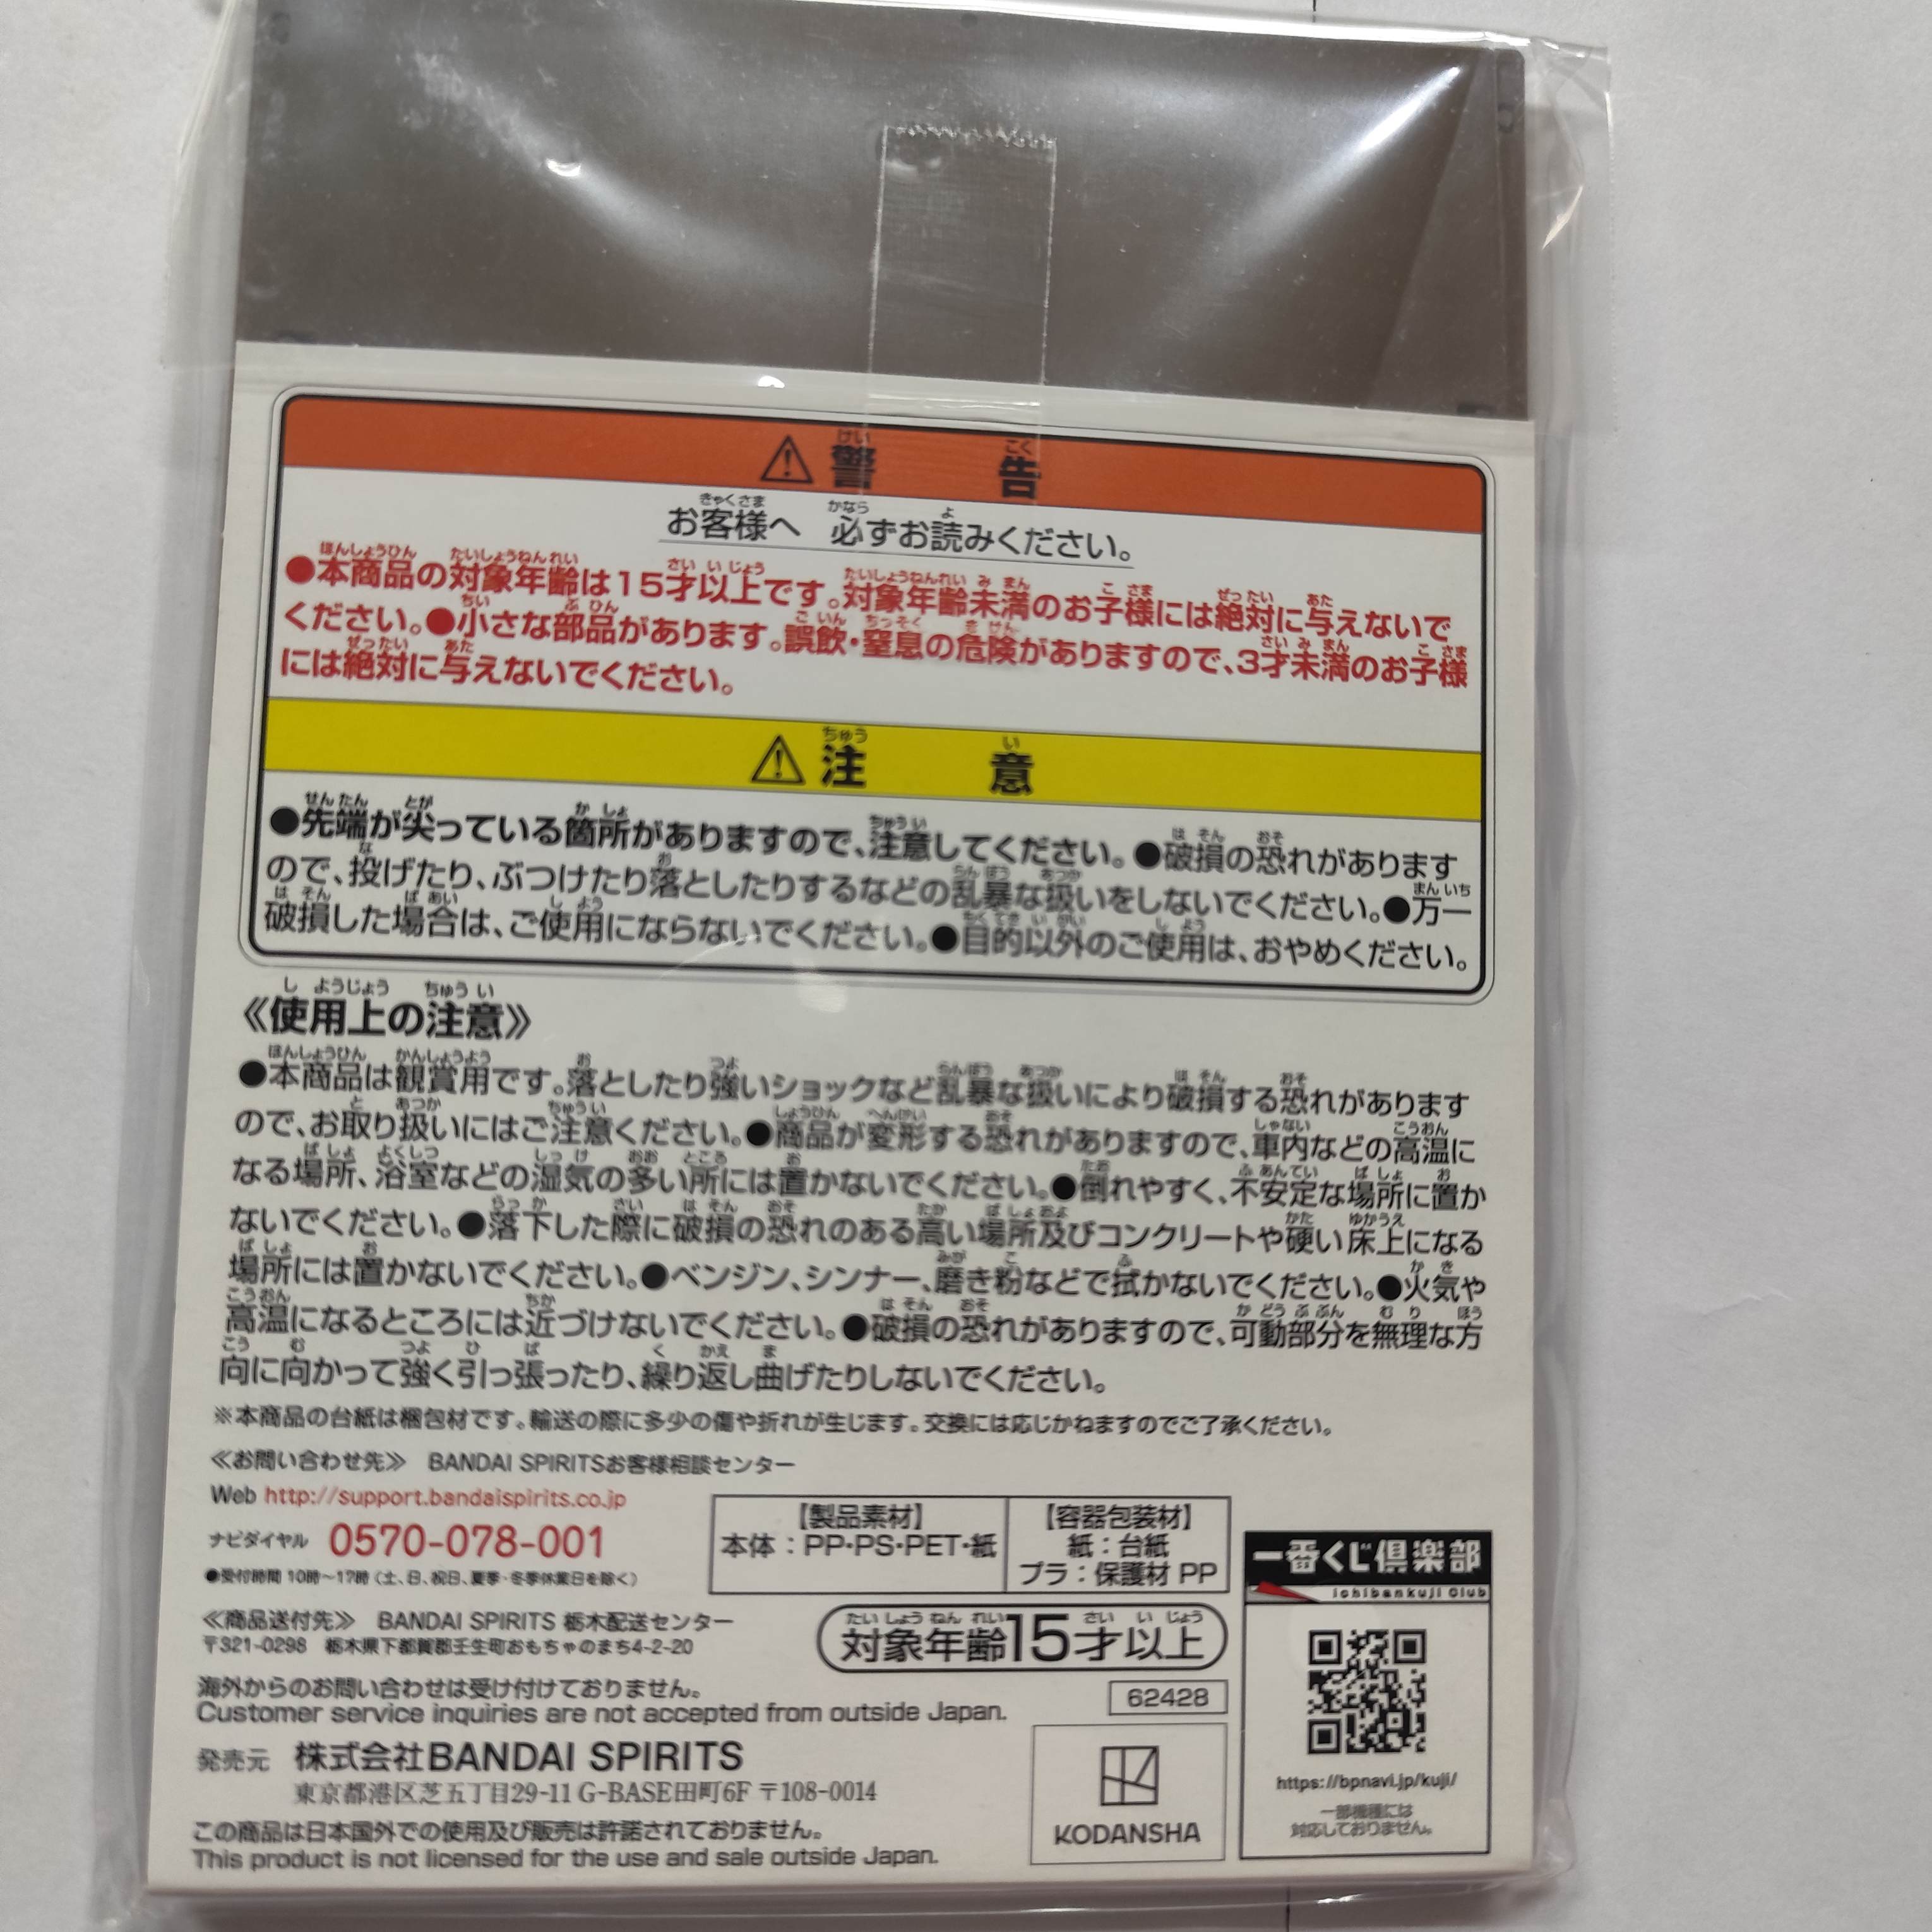 ⚠警告
お客様へ 必ずお読みください。
●本商品の対象年齢は15才以上です。対象年齢未満のお子様には絶対に与えないで
ください。●小さな部品があります。誤飲・窒息の危険がありますので、3才未満のお子様
には絶対に与えないでください。
⚠注意
●先端が尖っている箇所がありますので、注意してください。●破損の恐れがあります
ので、投げたり、ぶつけたり落としたりするなどの乱暴な扱いをしないでください。●万一
破損した場合は、ご使用にならないでください。●目的以外のご使用は、おやめください。
《使用上の注意》
●本商品は観賞用です。落としたり強いショックなど乱暴な扱いにより破損する恐れがあります
ので、お取り扱いにはご注意ください。●商品が変形する恐れがありますので、車内などの高温に
なる場所、浴室などの湿気の多い所には置かないでください。●倒れやすく、不安定な場所に置か
ないでください。●落下した際に破損の恐れのある高い場所及びコンクリートや硬い床上になる
場所には置かないでください。●ベンジン、シンナー、磨き粉などで拭かないでください。●火気や
高温になるところには近づけないでください。●破損の恐れがありますので、可動部分を無理な方
向に向かって強く引っ張ったり、繰り返し曲げたりしないでください。
※本商品の台紙は梱包材です。輸送の際に多少の傷や折れが生じます。交換には応じかねますのでご了承ください。
≪お問い合わせ先≫ BANDAI SPIRITSお客様相談センター
Web http://support.bandaispirits.co.jp
ナビダイヤル 0570-078-001
●受付時間 10時～17時（土、日、祝日、夏季・冬季休業日を除く）
【製品素材】
本体：PP・PS・PET・紙
【容器包装材】
紙：台紙
プラ：保護材 PP
≪商品送付先≫ BANDAI SPIRITS 栃木配送センター
〒321-0298 栃木県下都賀郡壬生町おもちゃのまち4-2-20
対象年齢15才以上
海外からのお問い合わせは受け付けておりません。
Customer service inquiries are not accepted from outside Japan.
62428
発売元 株式会社BANDAI SPIRITS
東京都港区芝五丁目29-11 G-BASE田町6F 〒108-0014
この商品は日本国外での使用及び販売は許諾されておりません。
This product is not licensed for the use and sale outside Japan.
KODANSHA
一番くじ倶楽部
ichibankuji Club
https://bpnavi.jp/kuji/
一部機種には
対応しておりません。